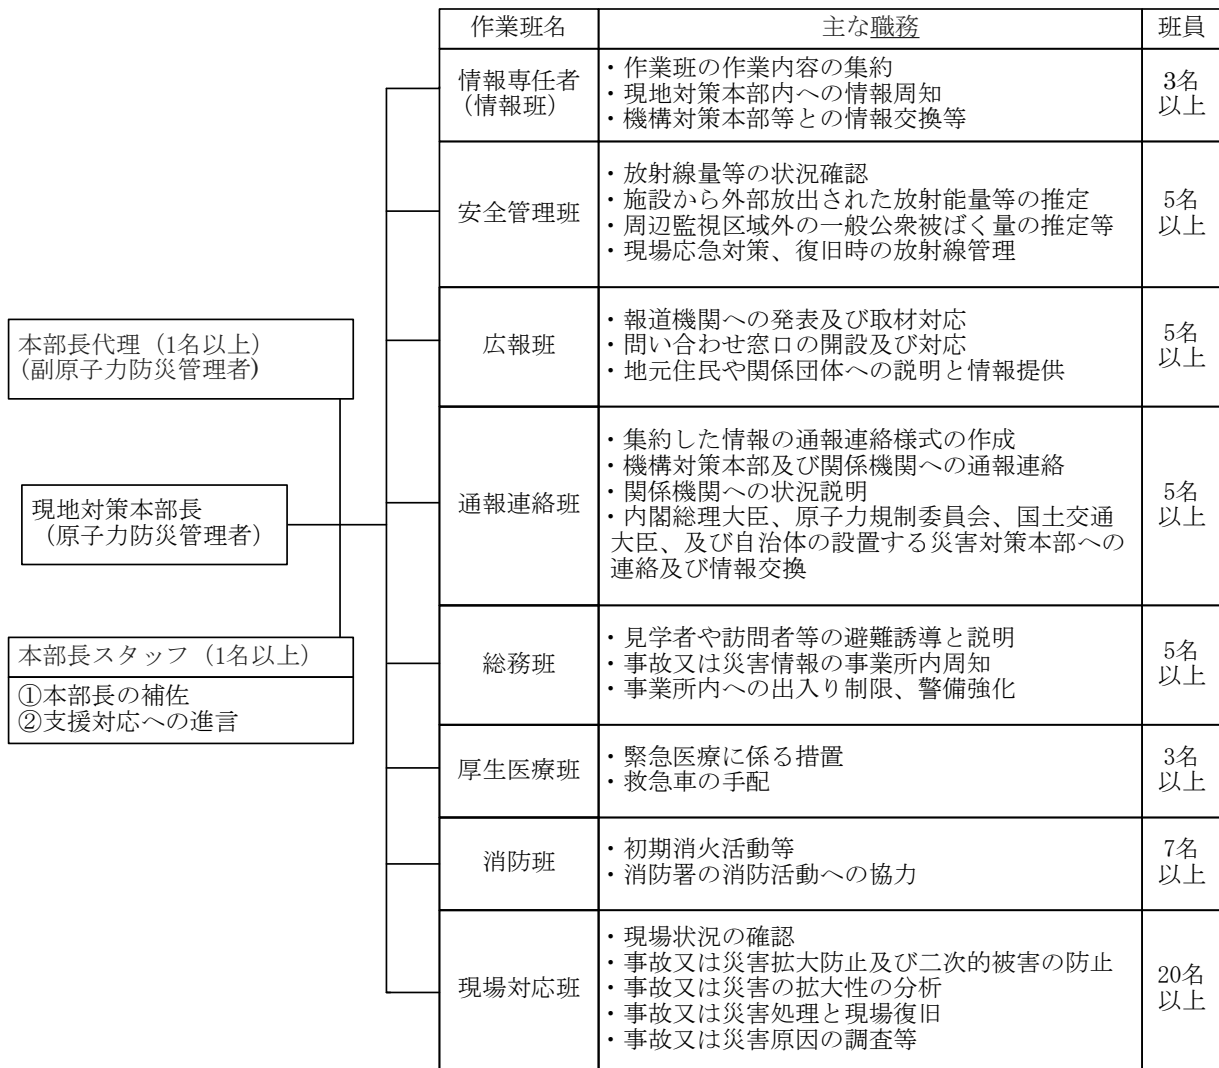 作業班名 主な職務 班員
情報専任者
(情報班)
・作業班の作業内容の集約
・現地対策本部内への情報周知
・機構対策本部等との情報交換等
3名
以上
安全管理班
・放射線量等の状況確認
・施設から外部放出された放射能量等の推定
・周辺監視区域外の一般公衆被ばく量の推定等
・現場応急対策、復旧時の放射線管理
5名
以上
本部長代理(1名以上)
(副原子力防災管理者)
広報班
・報道機関への発表及び取材対応
・問い合わせ窓口の開設及び対応
・地元住民や関係団体への説明と情報提供
5名
以上
現地対策本部長
(原子力防災管理者)
通報連絡班
・集約した情報の通報連絡様式の作成
・機構対策本部及び関係機関への通報連絡
・関係機関への状況説明
・内閣総理大臣、原子力規制委員会、国土交通
大臣、及び自治体の設置する災害対策本部への
連絡及び情報交換
5名
以上
本部長スタッフ(1名以上)
①本部長の補佐
②支援対応への進言
総務班
・見学者や訪問者等の避難誘導と説明
・事故又は災害情報の事業所内周知
・事業所内への出入り制限、警備強化
5名
以上
厚生医療班
・緊急医療に係る措置
・救急車の手配
3名
以上
消防班
・初期消火活動等
・消防署の消防活動への協力
7名
以上
現場対応班
・現場状況の確認
・事故又は災害拡大防止及び二次的被害の防止
・事故又は災害の拡大性の分析
・事故又は災害処理と現場復旧
・事故又は災害原因の調査等
20名
以上